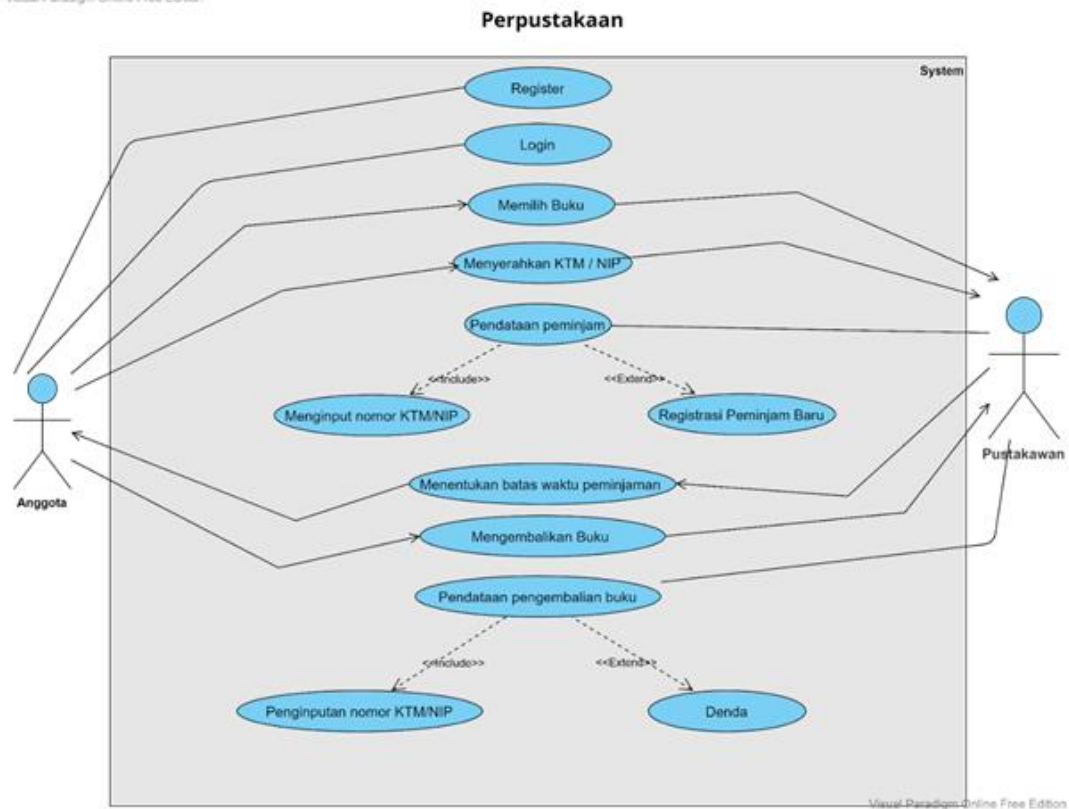 Perpustakaan
System
Register
Login
Memilih Buku
Menyerahkan KTM / NIP
Pendataan peminjam
<<Include>>
<<Extend>>
Menginput nomor KTM/NIP
Registrasi Peminjam Baru
Anggota
Pustakawan
Menentukan batas waktu peminjaman
Mengembalikan Buku
Pendataan pengembalian buku
<<Include>>
<<Extend>>
Penginputan nomor KTM/NIP
Denda
Visual Paradigm Online Free Edition